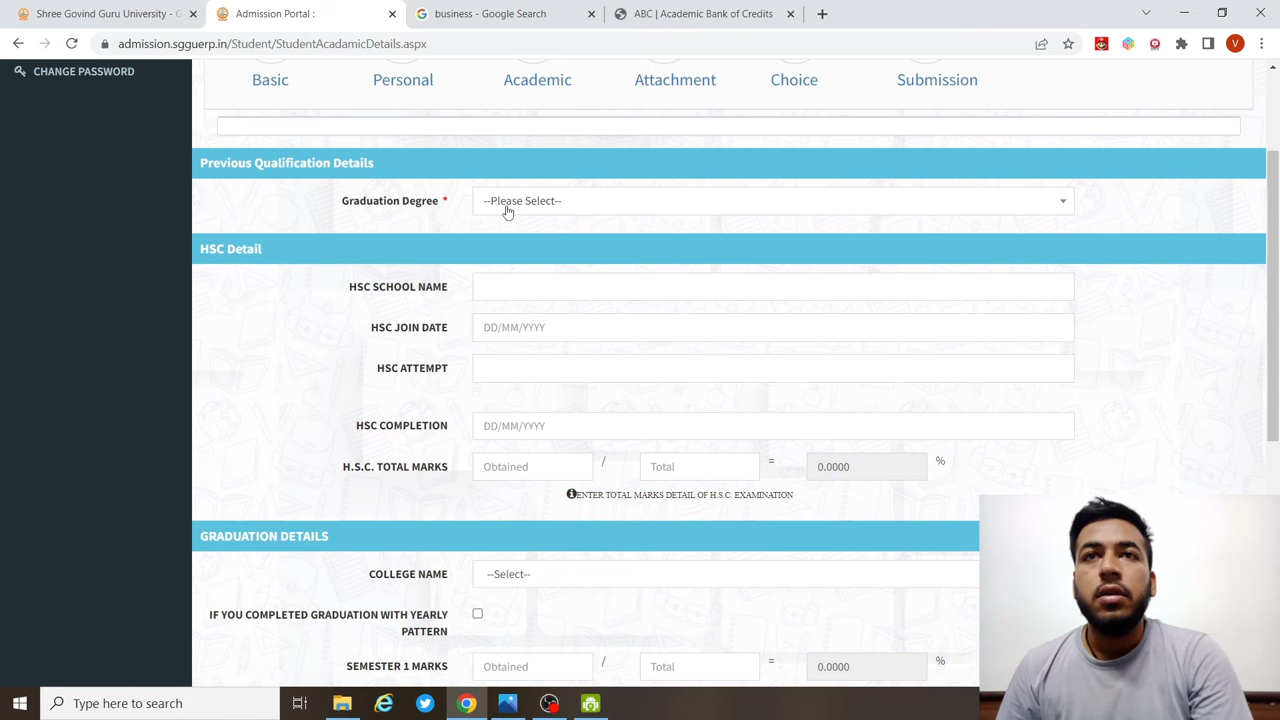 Shree Govind Guru University - G
Admission Portal :
business - Google Search
ABC | Academic Bank of Credits
admission.sgguerp.in/Student/StudentAcadamicDetails.aspx
V
CHANGE PASSWORD
Basic
Personal
Academic
Attachment
Choice
Submission
Previous Qualification Details
Graduation Degree *
--Please Select--
HSC Detail
HSC SCHOOL NAME
HSC JOIN DATE
DD/MM/YYYY
HSC ATTEMPT
HSC COMPLETION
DD/MM/YYYY
H.S.C. TOTAL MARKS
Obtained / Total = 0.0000 %
ENTER TOTAL MARKS DETAIL OF H.S.C. EXAMINATION
GRADUATION DETAILS
COLLEGE NAME
--Select--
IF YOU COMPLETED GRADUATION WITH YEARLY
PATTERN
SEMESTER 1 MARKS
Obtained / Total = 0.0000 %
Type here to search